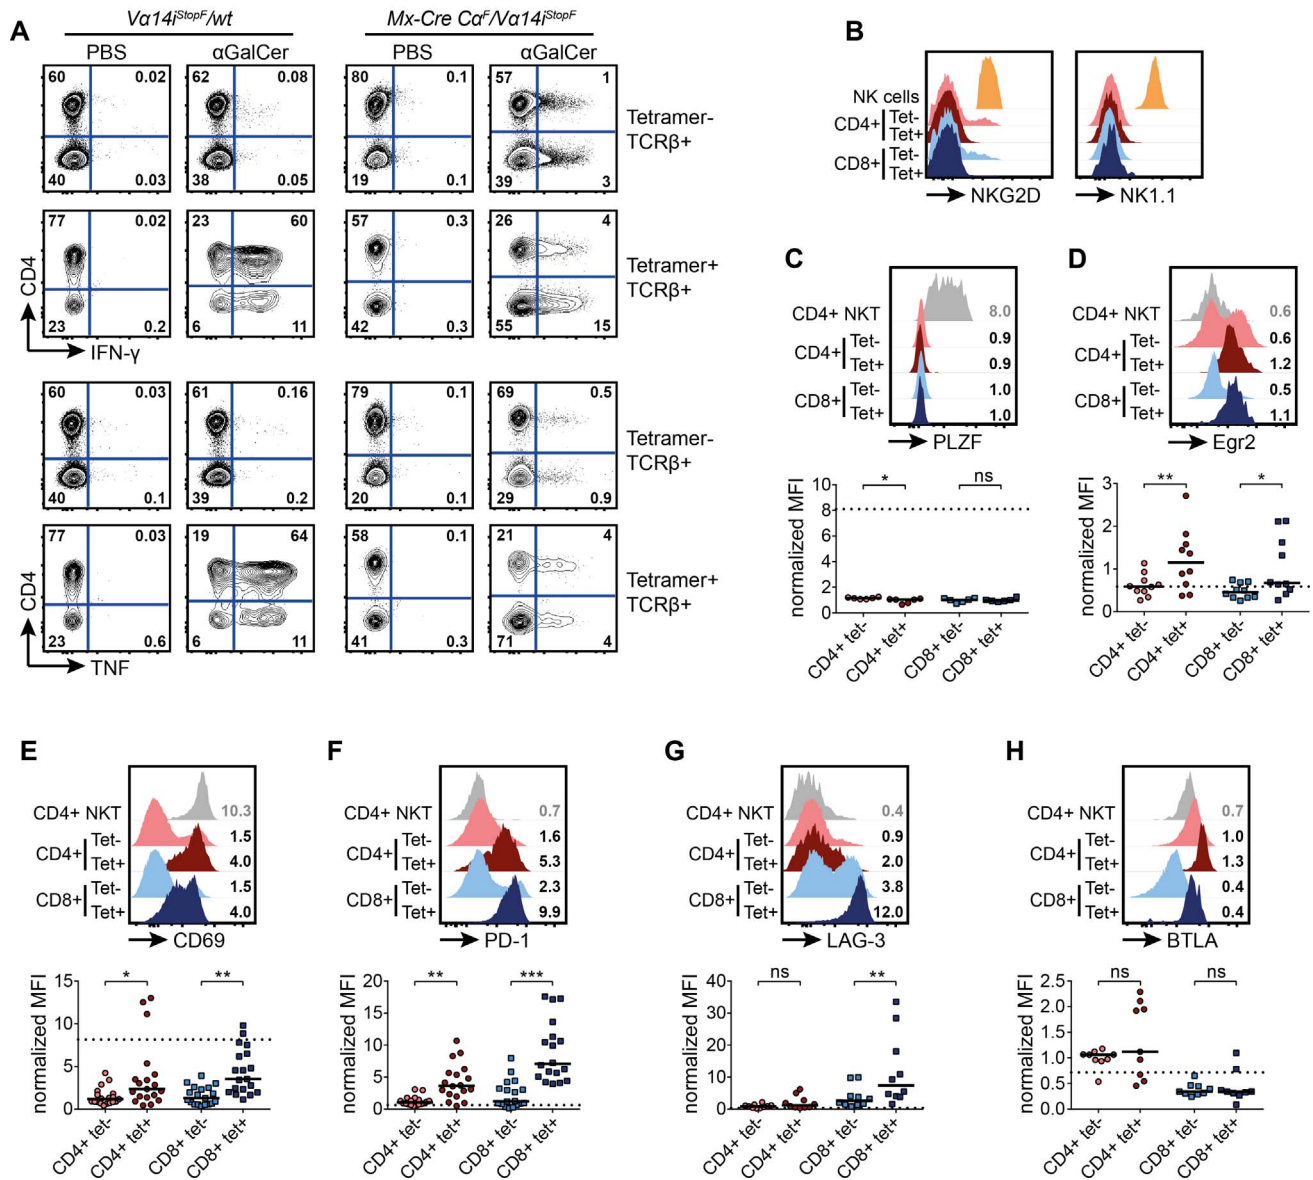 A
Vα14iStopF/wt
Mx-Cre CαF/Vα14iStopF
PBS
αGalCer
PBS
αGalCer
60 0.02
40 0.03
62 0.08
38 0.05
80 0.1
19 0.1
57 1
39 3
Tetramer-
TCRβ+
77 0.02
23 0.2
23 60
6 11
57 0.3
42 0.3
26 4
55 15
Tetramer+
TCRβ+
CD4
IFN-γ
60 0.03
40 0.1
61 0.16
39 0.2
79 0.1
20 0.1
69 0.5
29 0.9
Tetramer-
TCRβ+
77 0.03
23 0.6
19 64
6 11
58 0.1
41 0.3
21 4
71 4
Tetramer+
TCRβ+
CD4
TNF
B
NK cells
CD4+ Tet-
Tet+
CD8+ Tet-
Tet+
NKG2D
NK1.1
C
CD4+ NKT 8.0
CD4+ Tet- 0.9
Tet+ 0.9
CD8+ Tet- 1.0
Tet+ 1.0
PLZF
normalized MFI
10
8
6
4
2
0
* ns
CD4+ tet-
CD4+ tet+
CD8+ tet-
CD8+ tet+
D
CD4+ NKT 0.6
CD4+ Tet- 0.6
Tet+ 1.2
CD8+ Tet- 0.5
Tet+ 1.1
Egr2
normalized MFI
3
2
1
0
** *
CD4+ tet-
CD4+ tet+
CD8+ tet-
CD8+ tet+
E
CD4+ NKT 10.3
CD4+ Tet- 1.5
Tet+ 4.0
CD8+ Tet- 1.5
Tet+ 4.0
CD69
normalized MFI
15
10
5
0
* **
CD4+ tet-
CD4+ tet+
CD8+ tet-
CD8+ tet+
F
CD4+ NKT 0.7
CD4+ Tet- 1.6
Tet+ 5.3
CD8+ Tet- 2.3
Tet+ 9.9
PD-1
normalized MFI
20
15
10
5
0
** ***
CD4+ tet-
CD4+ tet+
CD8+ tet-
CD8+ tet+
G
CD4+ NKT 0.4
CD4+ Tet- 0.9
Tet+ 2.0
CD8+ Tet- 3.8
Tet+ 12.0
LAG-3
normalized MFI
40
30
20
10
0
ns **
CD4+ tet-
CD4+ tet+
CD8+ tet-
CD8+ tet+
H
CD4+ NKT 0.7
CD4+ Tet- 1.0
Tet+ 1.3
CD8+ Tet- 0.4
Tet+ 0.4
BTLA
normalized MFI
2.5
2.0
1.5
1.0
0.5
0.0
ns ns
CD4+ tet-
CD4+ tet+
CD8+ tet-
CD8+ tet+